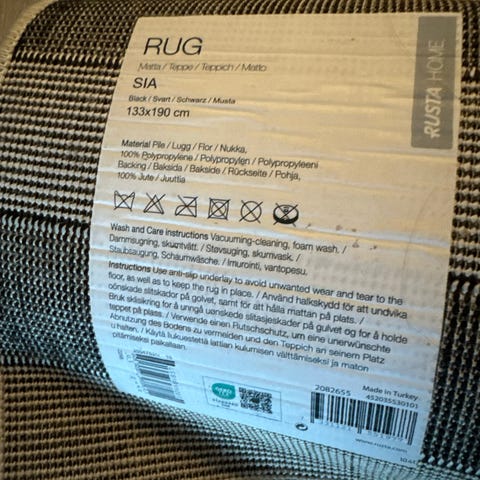 RUG
Matta / Teppe / Teppich / Matto
SIA
Black / Svart / Schwarz / Musta
133x190 cm
RUSTA HOME
Material Pile / Lugg / Flor / Nukka,
100% Polypropylene / Polypropylen / Polypropyleeni
Backing / Baksida / Bakside / Rückseite / Pohja,
100% Jute / Juuttia
Wash and Care instructions Vacuuming-cleaning, foam wash. /
Dammsugning, skumtvätt. / Støvsuging, skumvask. /
Staubsaugung, Schaumwäsche. / Imurointi, vantopesu.
Instructions Use anti-slip underlay to avoid unwanted wear and tear to the
floor, as well as to keep the rug in place. / Använd halkskydd för att undvika
oönskade slitskador på golvet, samt för att hålla mattan på plats. /
Bruk sklisikring for å unngå uønskede slitasjeskader på gulvet og for å holde
teppet på plass. / Verwende einen Rutschschutz, um eine unerwünschte
Abnutzung des Bodens zu vermeiden und den Teppich an seinem Platz
u halten. / Käytä liukuestettä lattian kulumisen välttämiseksi ja maton
pitämiseksi paikallaan.
2082655
Made in Turkey
452035530101
www.rusta.com